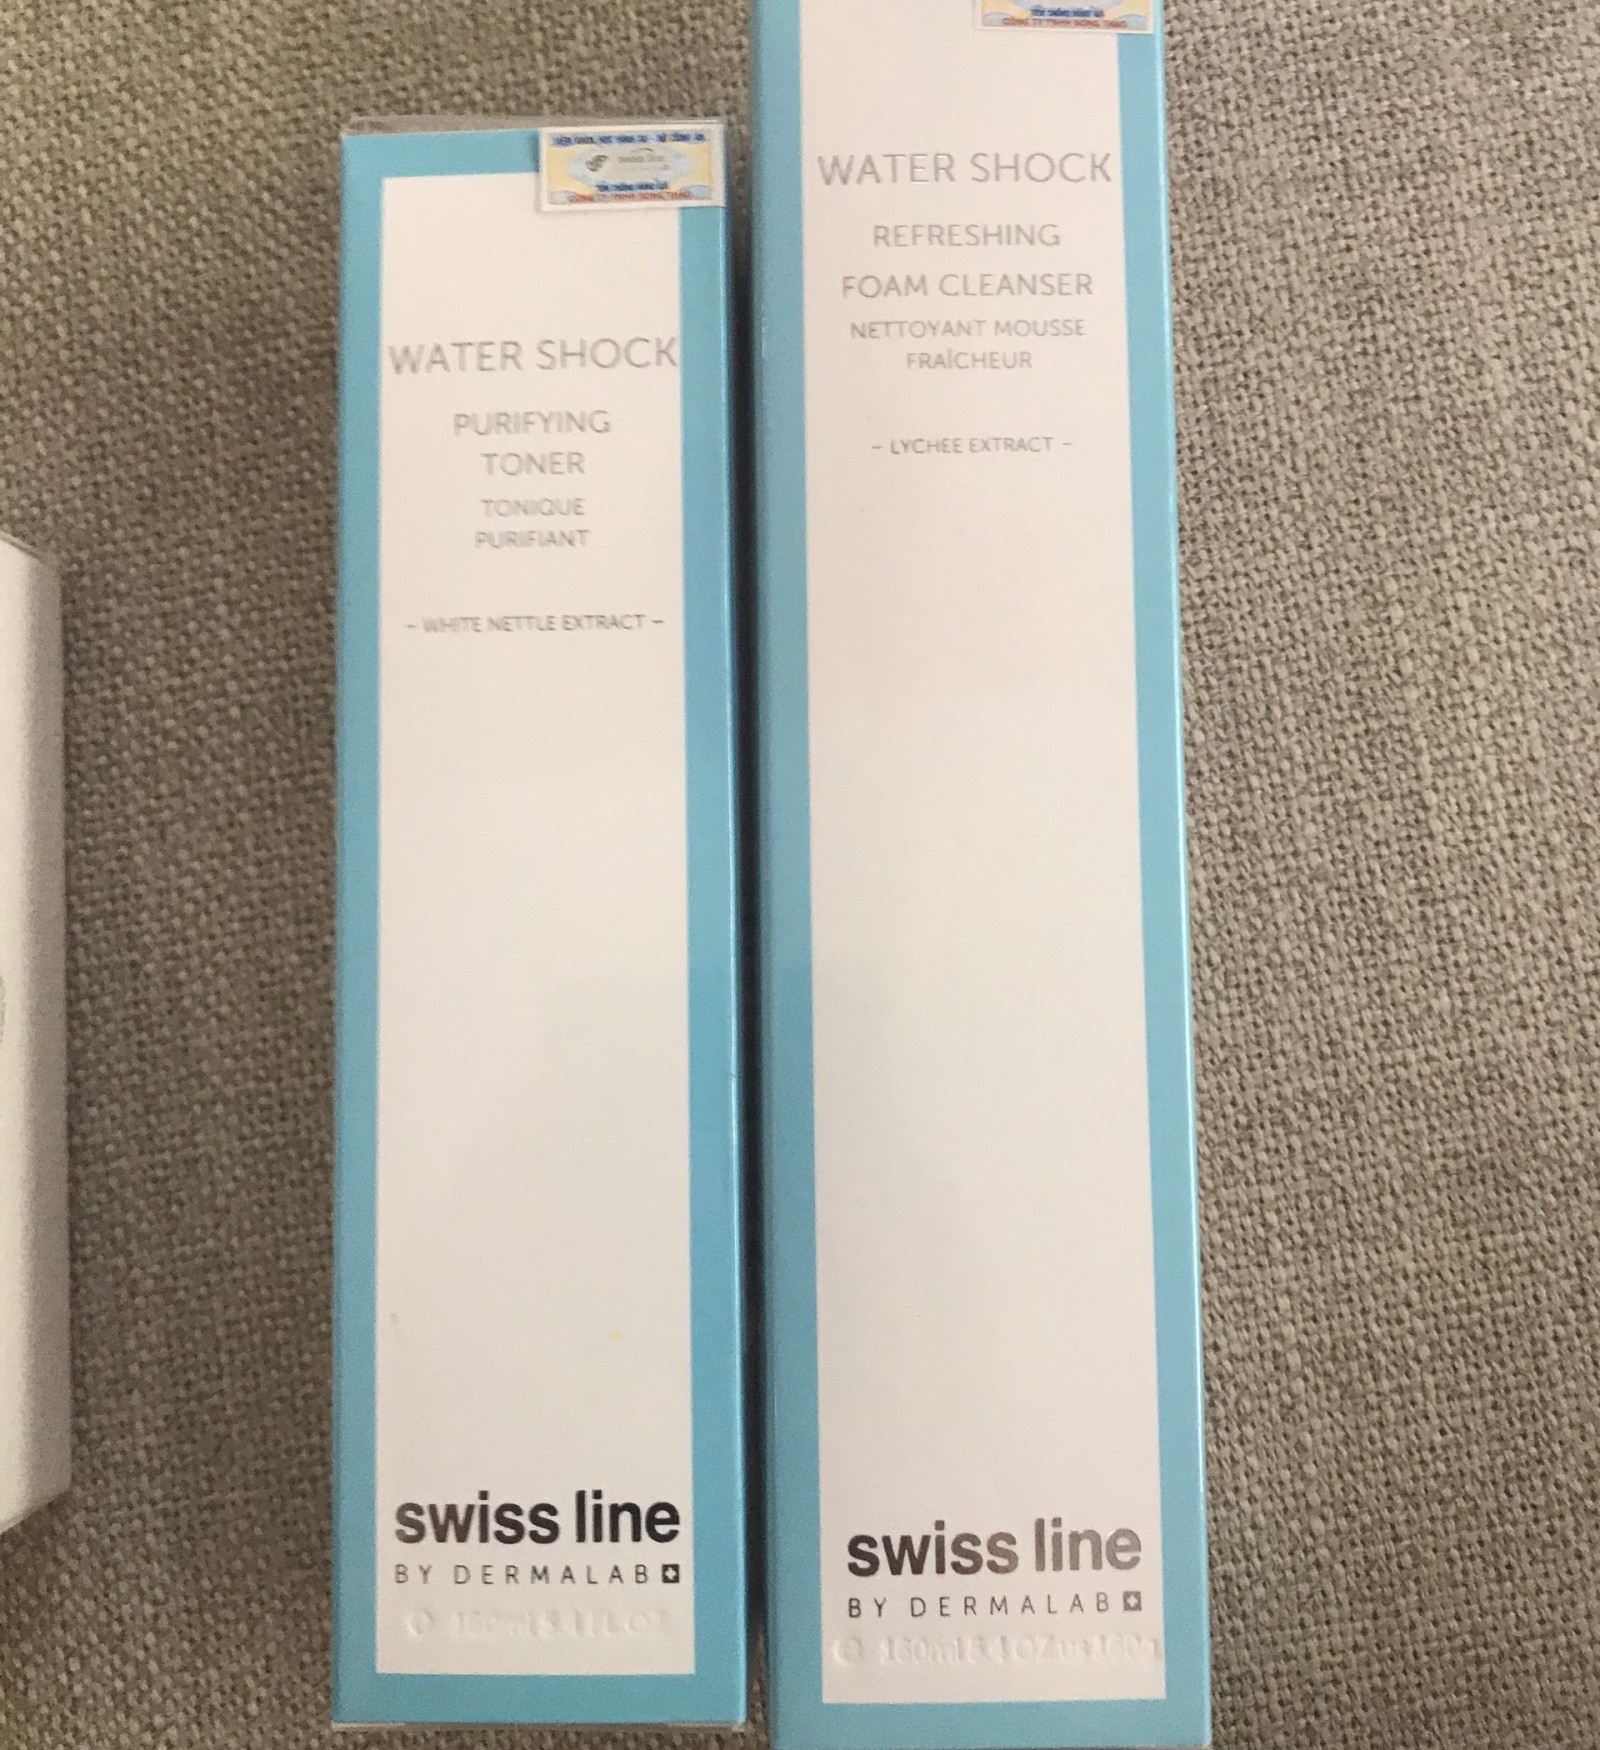 WATER SHOCK
PURIFYING
TONER
TONIQUE
PURIFIANT
- WHITE NETTLE EXTRACT -
swiss line
BY DERMALAB
WATER SHOCK
REFRESHING
FOAM CLEANSER
NETTOYANT MOUSSE
FRAÎCHEUR
- LYCHEE EXTRACT -
swiss line
BY DERMALAB